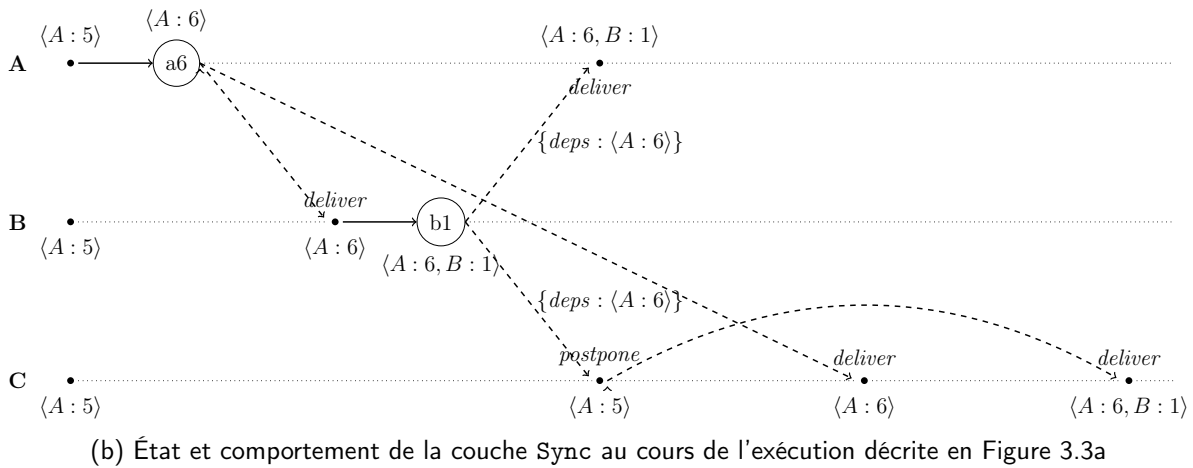 ⟨A : 6⟩
⟨A : 5⟩
⟨A : 6, B : 1⟩
A
a6
deliver
{deps : ⟨A : 6⟩}
deliver
B
b1
⟨A : 5⟩
⟨A : 6⟩
⟨A : 6, B : 1⟩
{deps : ⟨A : 6⟩}
postpone
deliver
deliver
C
⟨A : 5⟩
⟨A : 5⟩
⟨A : 6⟩
⟨A : 6, B : 1⟩
(b) État et comportement de la couche Sync au cours de l'exécution décrite en Figure 3.3a